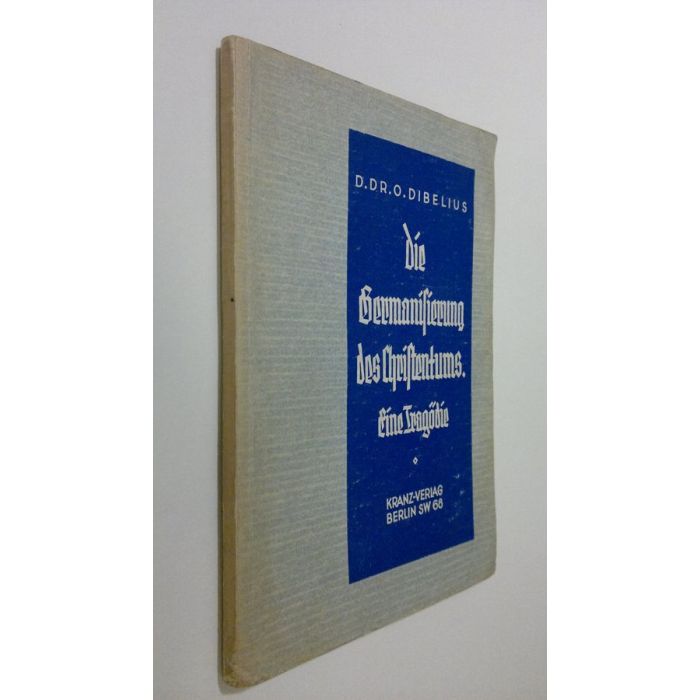 D.DR.O.DIBELIUS
die
Germanisierung
des Christentums.
Eine Tragödie
KRANZ-VERLAG
BERLIN SW 68